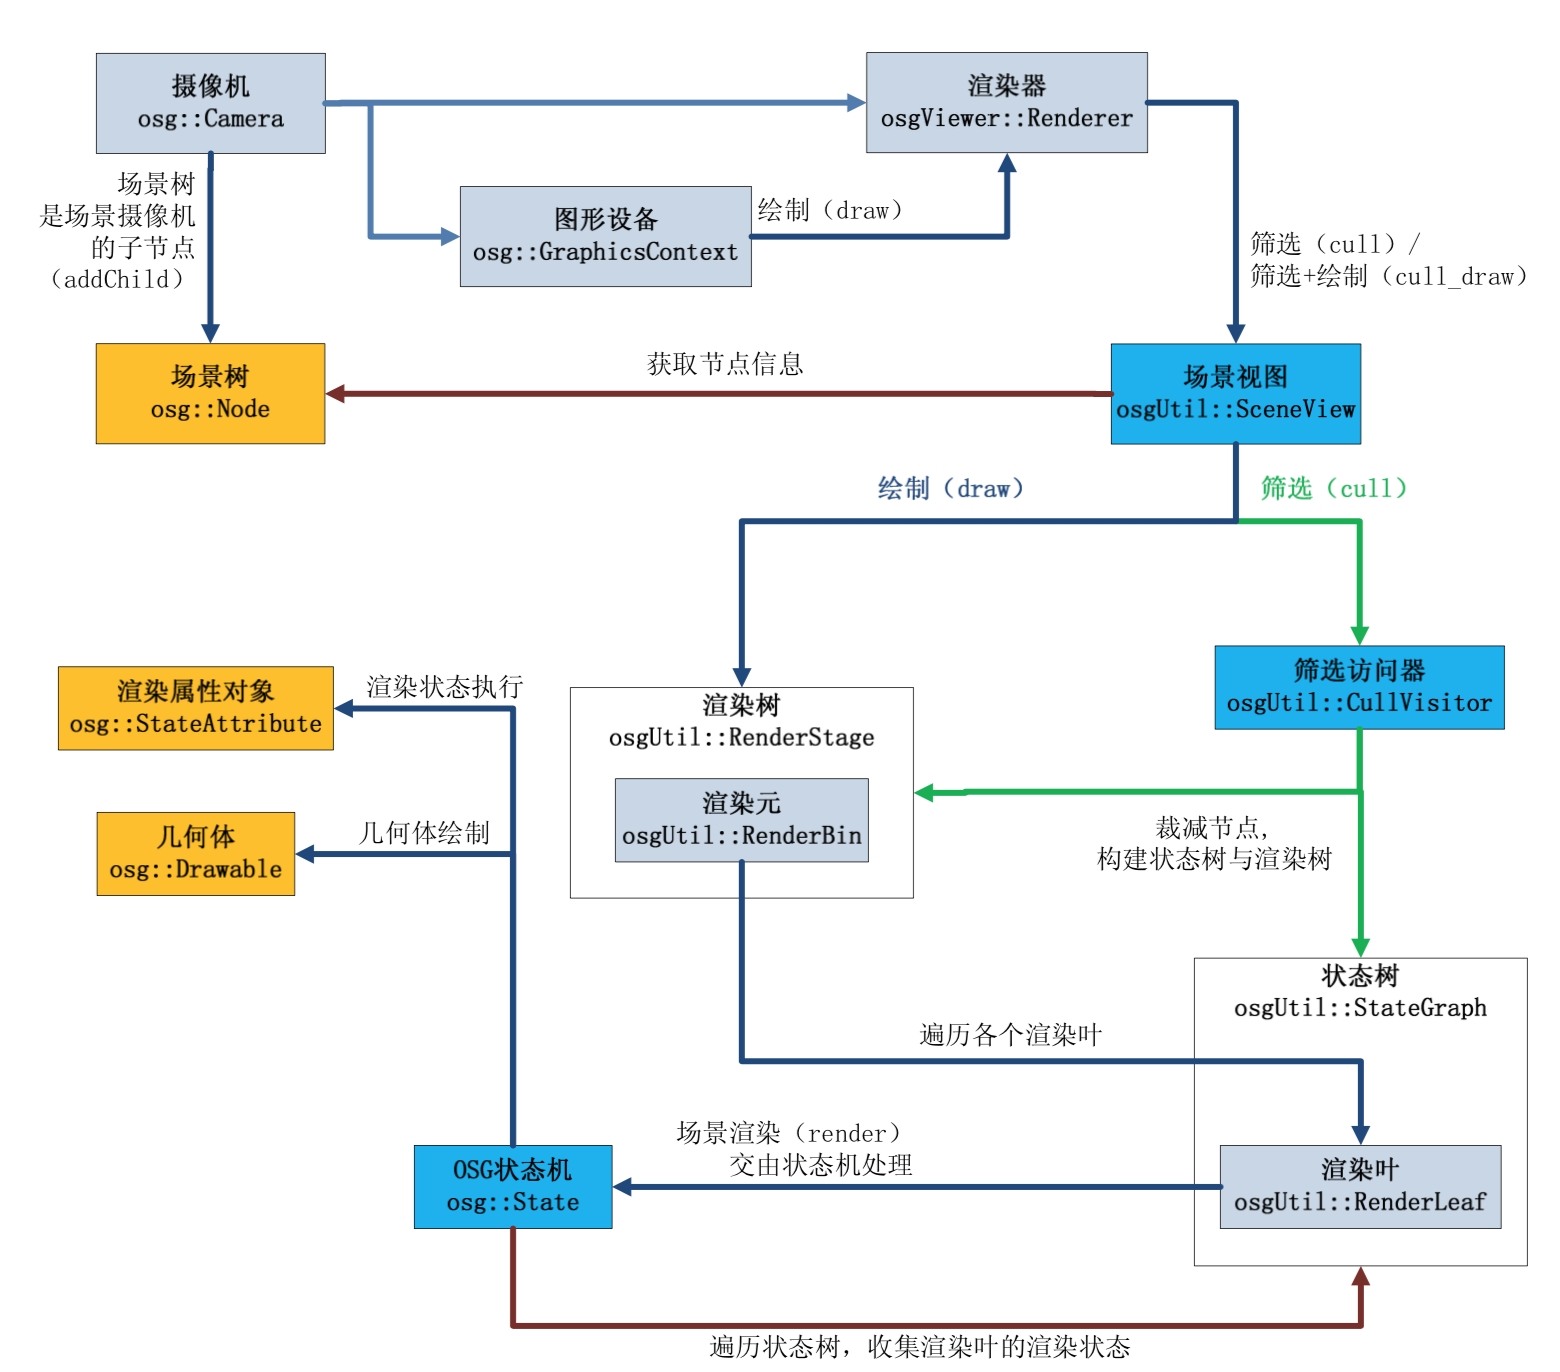 摄像机
osg::Camera
渲染器
osgViewer::Renderer
场景树
是场景摄像机
的子节点
（addChild）
图形设备
osg::GraphicsContext
绘制（draw）
筛选（cull）/
筛选+绘制（cull_draw）
场景树
osg::Node
获取节点信息
场景视图
osgUtil::SceneView
绘制（draw）
筛选（cull）
渲染属性对象
osg::StateAttribute
渲染状态执行
渲染树
osgUtil::RenderStage
筛选访问器
osgUtil::CullVisitor
渲染元
osgUtil::RenderBin
几何体
osg::Drawable
几何体绘制
裁减节点,
构建状态树与渲染树
状态树
osgUtil::StateGraph
遍历各个渲染叶
场景渲染（render）
交由状态机处理
OSG状态机
osg::State
渲染叶
osgUtil::RenderLeaf
遍历状态树，收集渲染叶的渲染状态